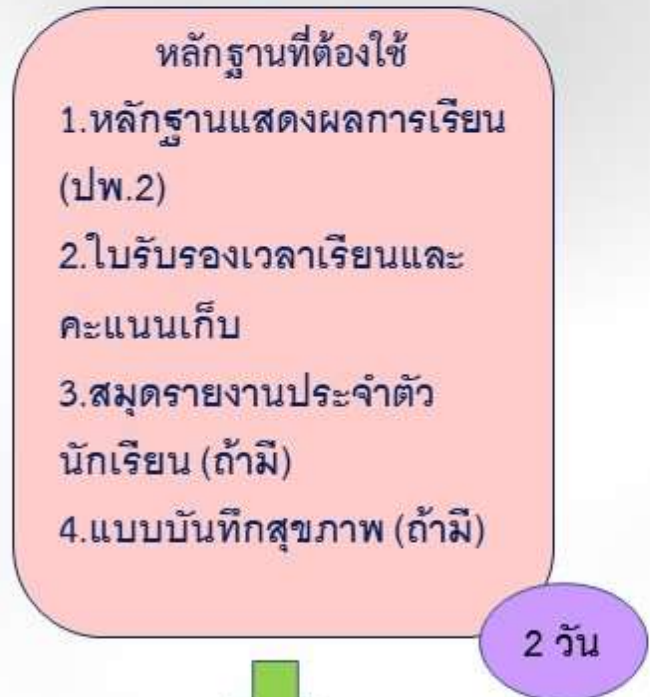 หลักฐานที่ต้องใช้
1.หลักฐานแสดงผลการเรียน
(ปพ.2)
2.ใบรับรองเวลาเรียนและ
คะแนนเก็บ
3.สมุดรายงานประจำตัว
นักเรียน (ถ้ามี)
4.แบบบันทึกสุขภาพ (ถ้ามี)
2 วัน